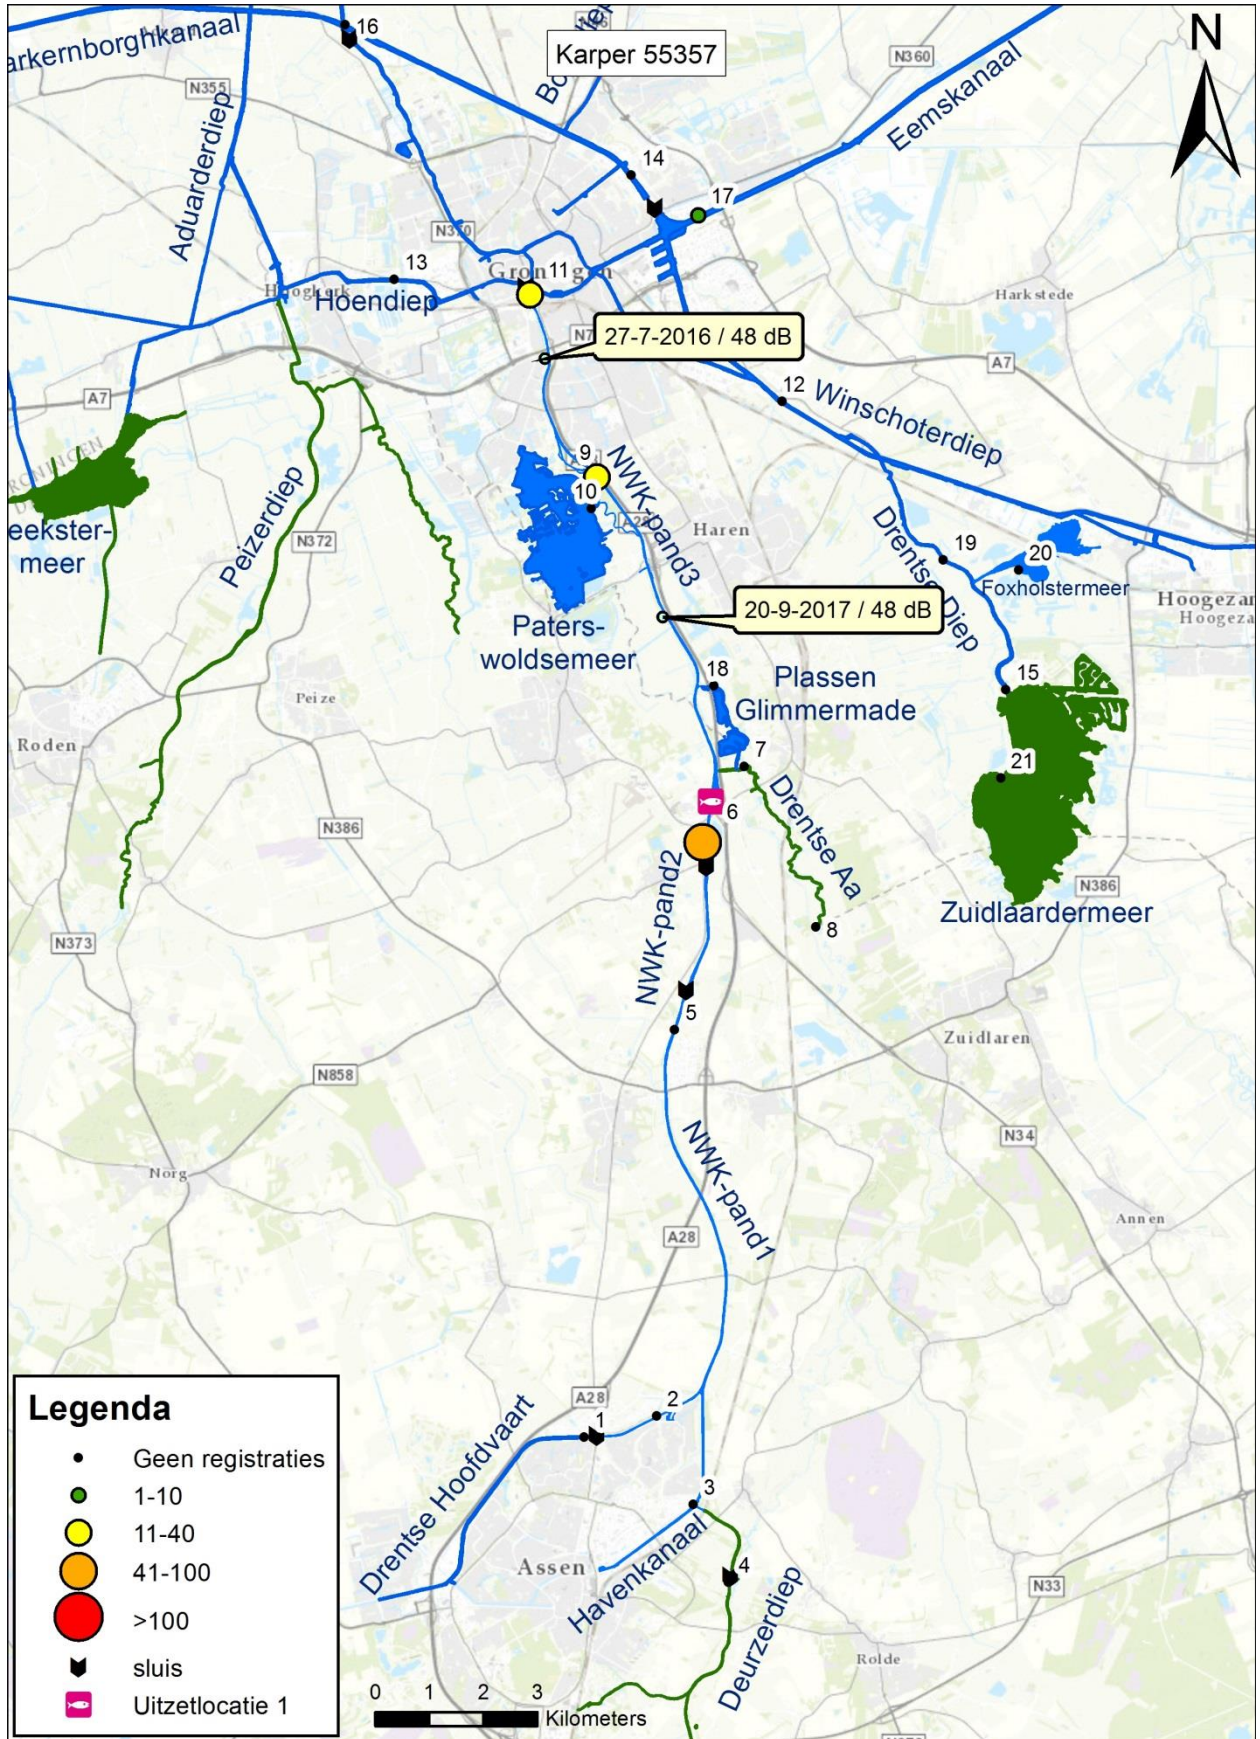 16
N
Karper 55357
N360
arkernborghkanaal
N355
Eemskanaal
Aduarderdiep
14
17
N370
13
11
Groningen
Hoogkerk
Hoendiep
Harkstede
27-7-2016 / 48 dB
A7
A7
12
Winschoterdiep
9
10
NWK-pand3
A28
Haren
Peizerdiep
N372
eekster-
meer
Drentse Diep
19
20
Foxholstermeer
Hoogezan
Hoogeza
20-9-2017 / 48 dB
Paters-
woldsemeer
18
Plassen
Glimmermade
15
Peize
Roden
7
21
Drentse Aa
6
N386
NWK-pand2
N386
Zuidlaardermeer
8
N373
5
Zuidlaren
N858
N34
NWK-pand1
Norg
Annen
A28
Legenda
Geen registraties
1-10
11-40
41-100
>100
sluis
Uitzetlocatie 1
A28
1
2
Drentse Hoofdvaart
3
Havenkanaal
Assen
4
Deurzerdiep
N33
Rolde
0 1 2 3
Kilometers